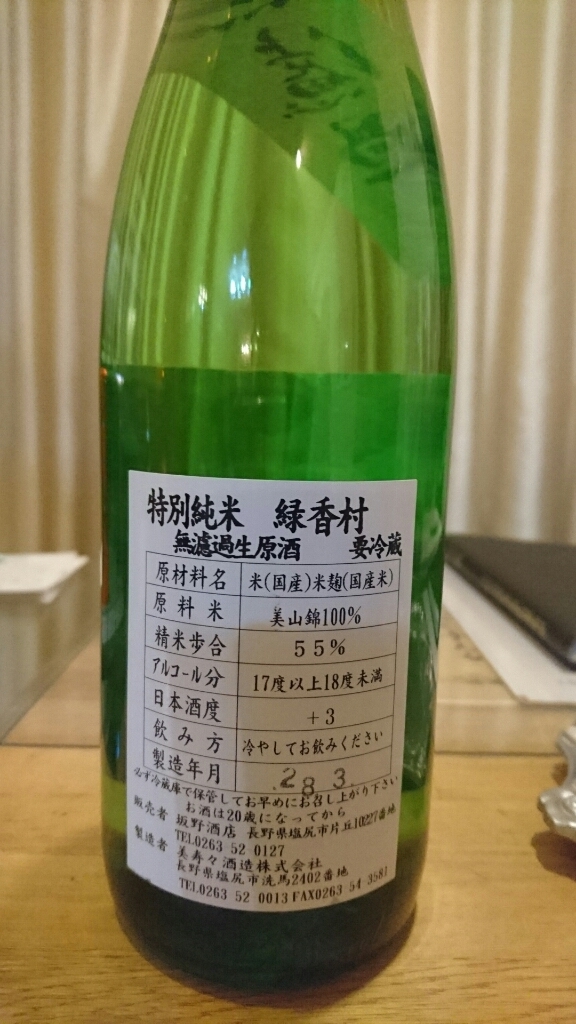 特別純米 緑香村
無濾過生原酒 要冷蔵
原材料名 米(国産)米麹(国産米)
原料米 美山錦100%
精米歩合 55%
アルコール分 17度以上18度未満
日本酒度 +3
飲み方 冷やしてお飲みください
製造年月 28.3.
必ず冷蔵庫で保管してお早めにお召し上がり下さい
お酒は20歳になってから
販売者 坂野酒店 長野県塩尻市片丘10227番地
TEL0263 52 0127
製造者 美寿々酒造株式会社
長野県塩尻市洗馬2402番地
TEL0263 52 0013 FAX0263 54 3581